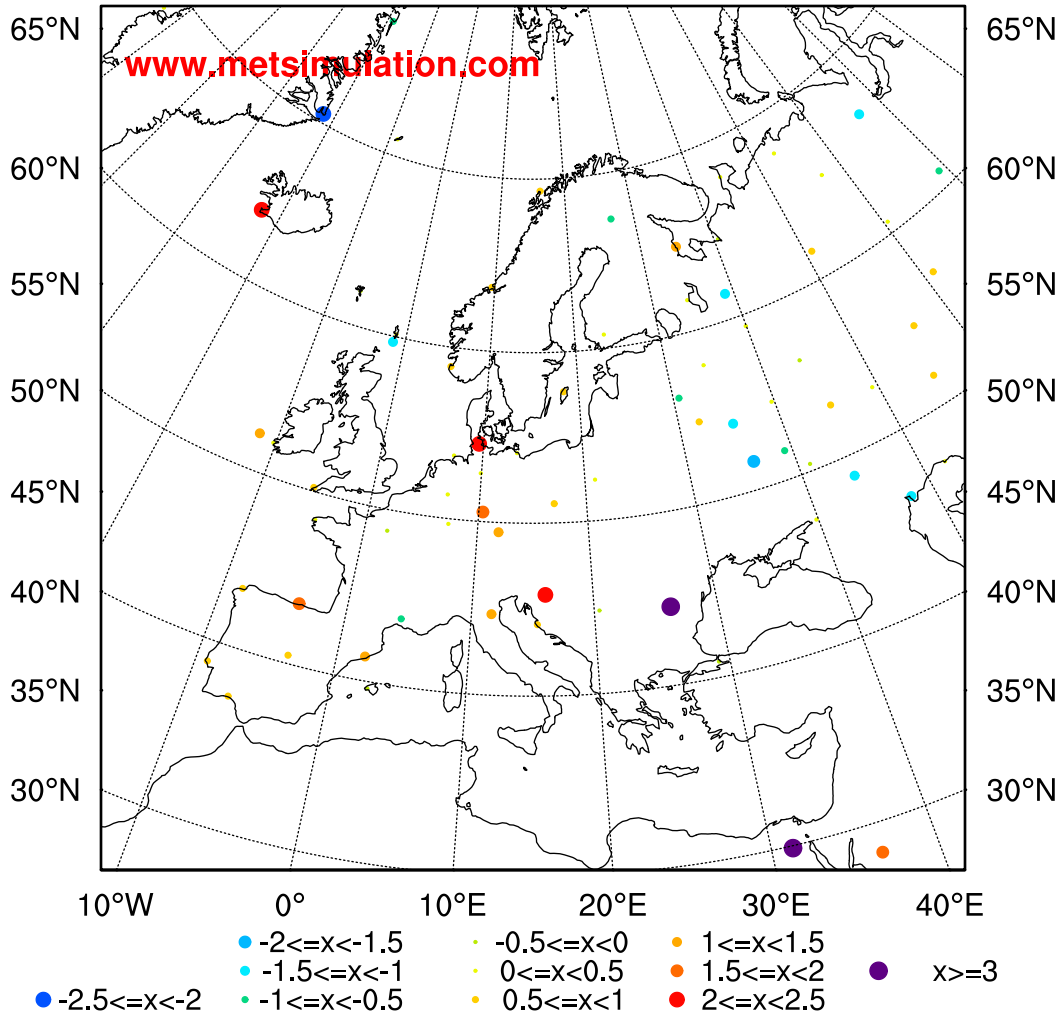 65°N 65°N
www.metsimulation.com
60°N 60°N
55°N 55°N
50°N 50°N
45°N 45°N
40°N 40°N
35°N 35°N
30°N 30°N
10°W 0° 10°E 20°E 30°E 40°E
-2<=x<-1.5 -0.5<=x<0 1<=x<1.5
-1.5<=x<-1 0<=x<0.5 1.5<=x<2 x>=3
-2.5<=x<-2 -1<=x<-0.5 0.5<=x<1 2<=x<2.5